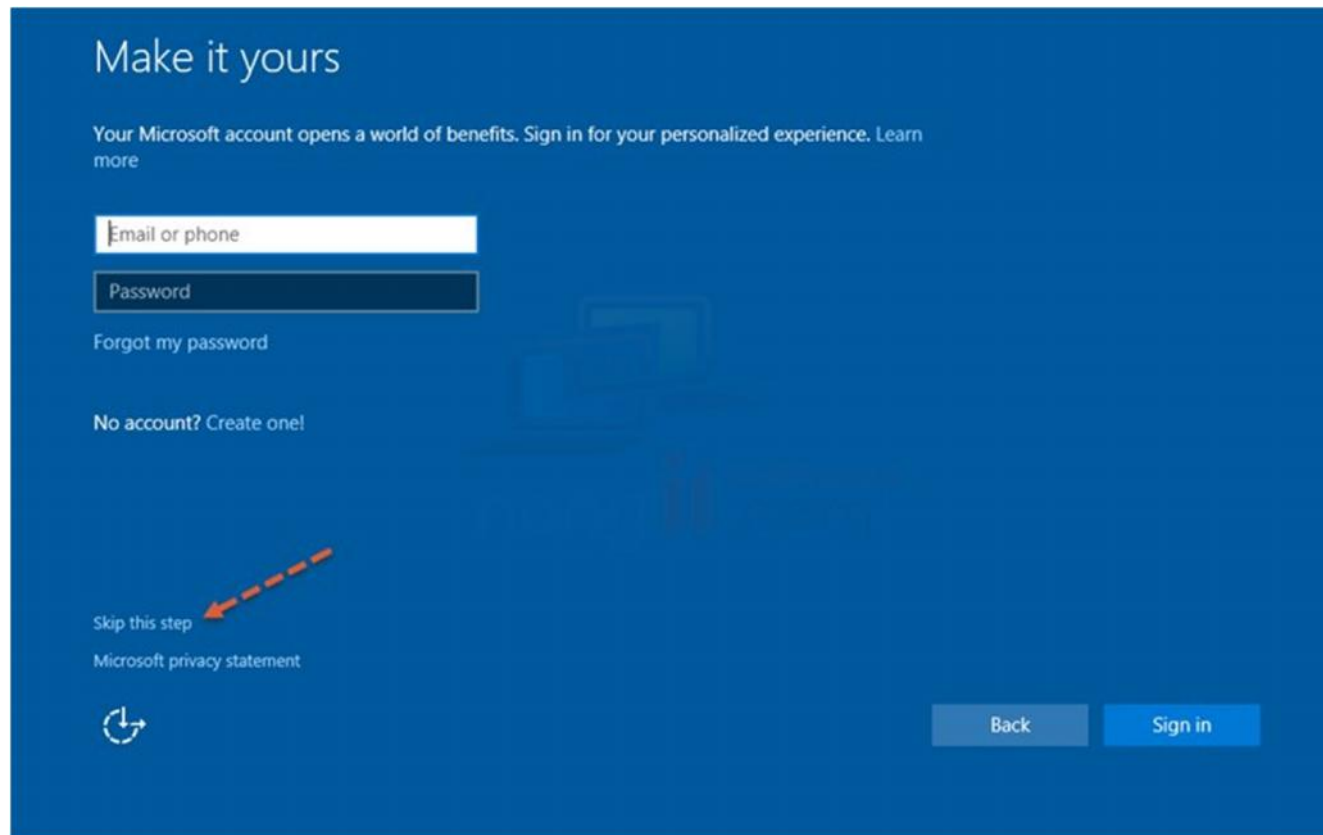 Make it yours
Your Microsoft account opens a world of benefits. Sign in for your personalized experience. Learn
more
Email or phone
Password
Forgot my password
No account? Create one!
Skip this step
Microsoft privacy statement
Back
Sign in